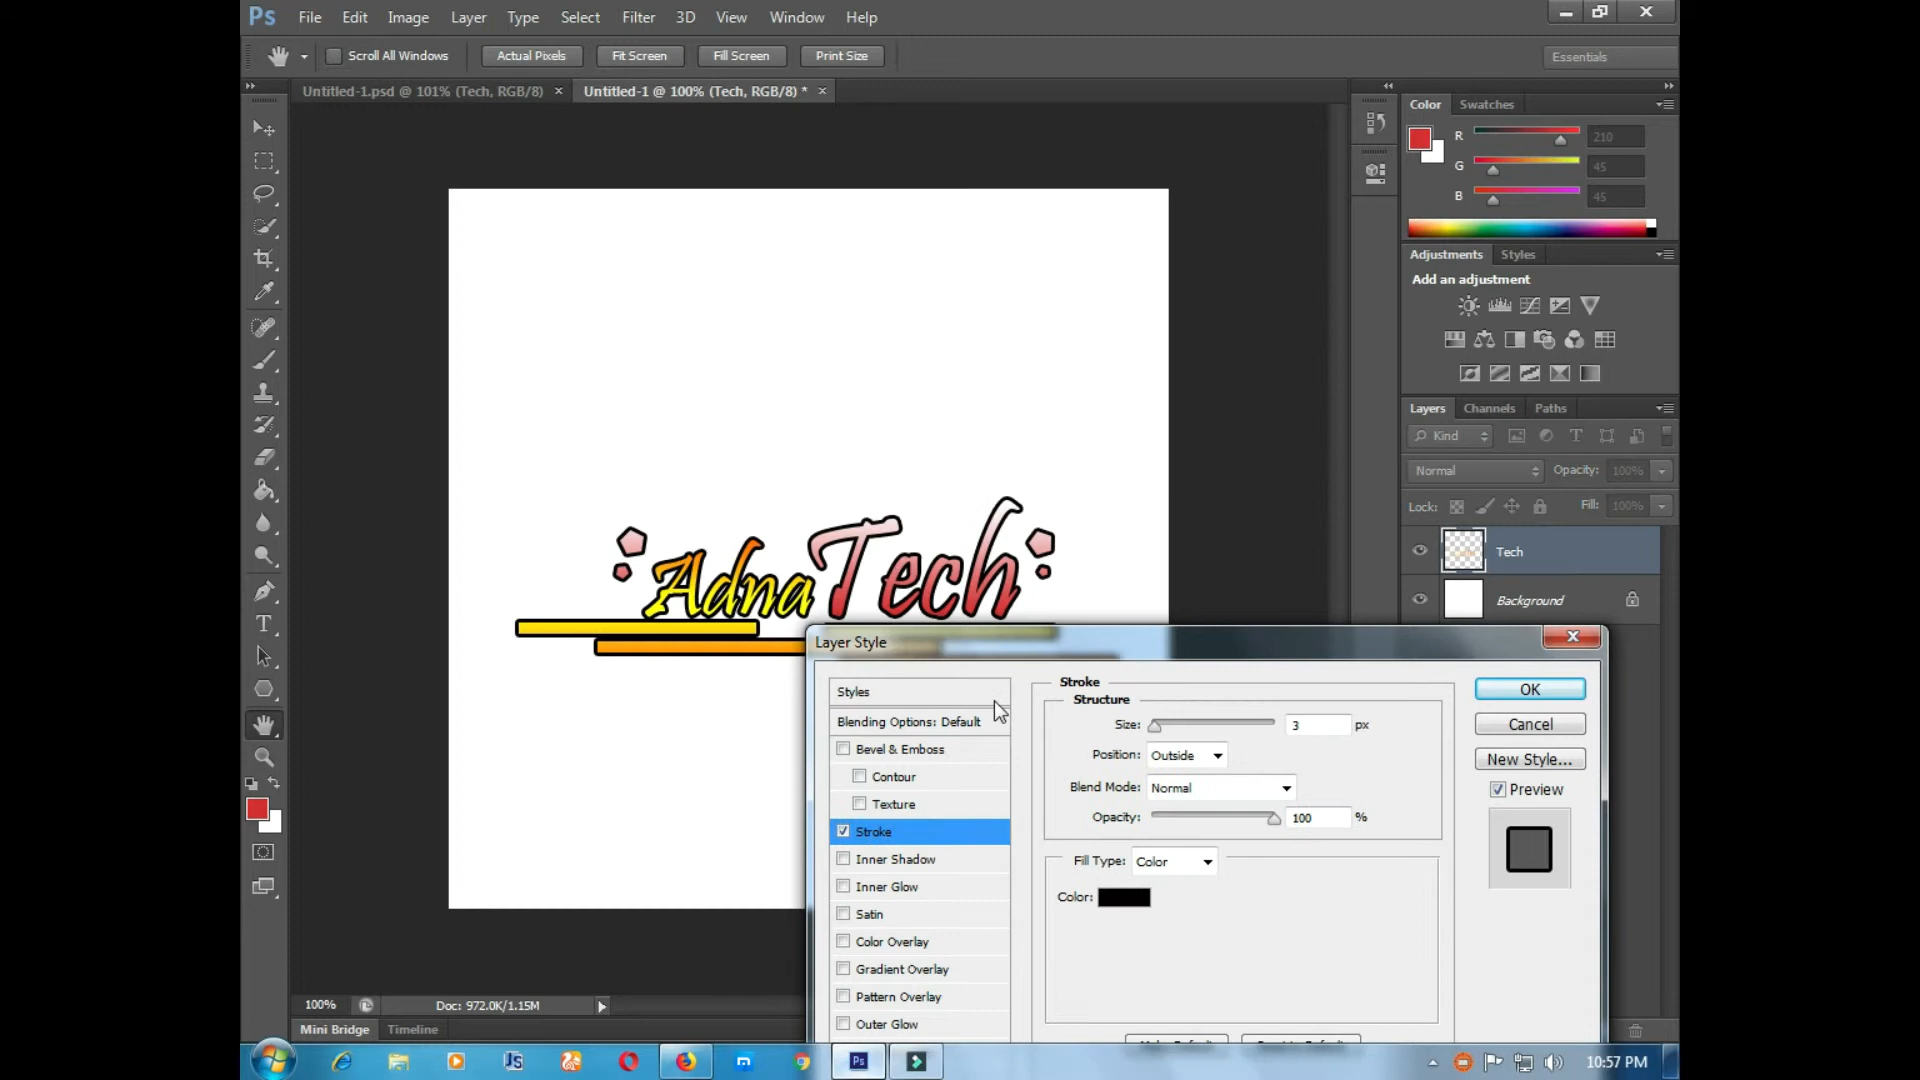 Ps File Edit Image Layer Type Select Filter 3D View Window Help
Scroll All Windows Actual Pixels Fit Screen Fill Screen Print Size Essentials
Untitled-1.psd @ 101% (Tech, RGB/8) × Untitled-1 @ 100% (Tech, RGB/8) * ×
Color Swatches
R 210
G 45
B 45
Adjustments Styles
Add an adjustment
Layers Channels Paths
Kind
Normal Opacity: 100%
Lock: Fill: 100%
Tech
Background
AdnaTech
Layer Style
Styles
Blending Options: Default
Bevel & Emboss
Contour
Texture
Stroke
Inner Shadow
Inner Glow
Satin
Color Overlay
Gradient Overlay
Pattern Overlay
Outer Glow
Stroke
Structure
Size: 3 px
Position: Outside
Blend Mode: Normal
Opacity: 100 %
Fill Type: Color
Color:
OK
Cancel
New Style...
Preview
100% Doc: 972.0K/1.15M
Mini Bridge Timeline
10:57 PM